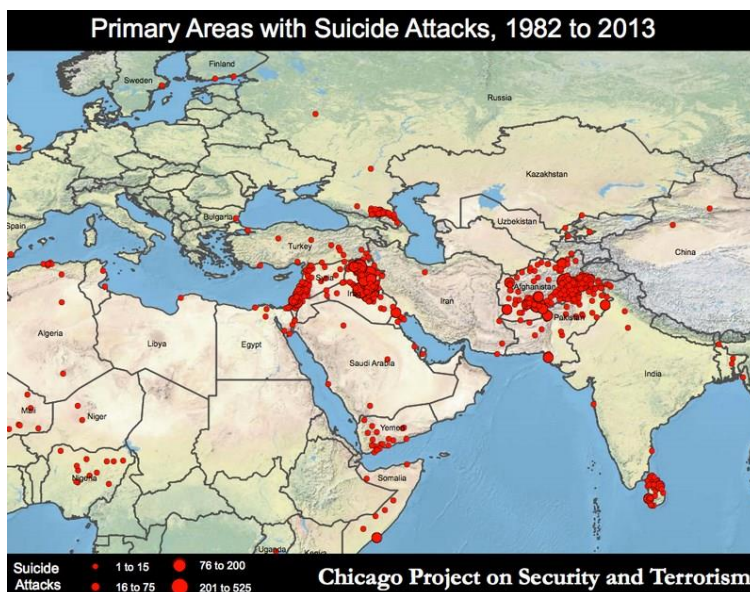 Primary Areas with Suicide Attacks, 1982 to 2013
Finland
Sweden
Russia
Kazakhstan
Uzbekistan
Bulgaria
Spain
Turkey
China
Syria
Afghanistan
Iran
Pakistan
Algeria
Libya
Egypt
Saudi Arabia
India
Mali
Niger
Yemen
Nigeria
Somalia
Uganda
Kenya
Suicide Attacks
1 to 15
16 to 75
76 to 200
201 to 525
Chicago Project on Security and Terrorism